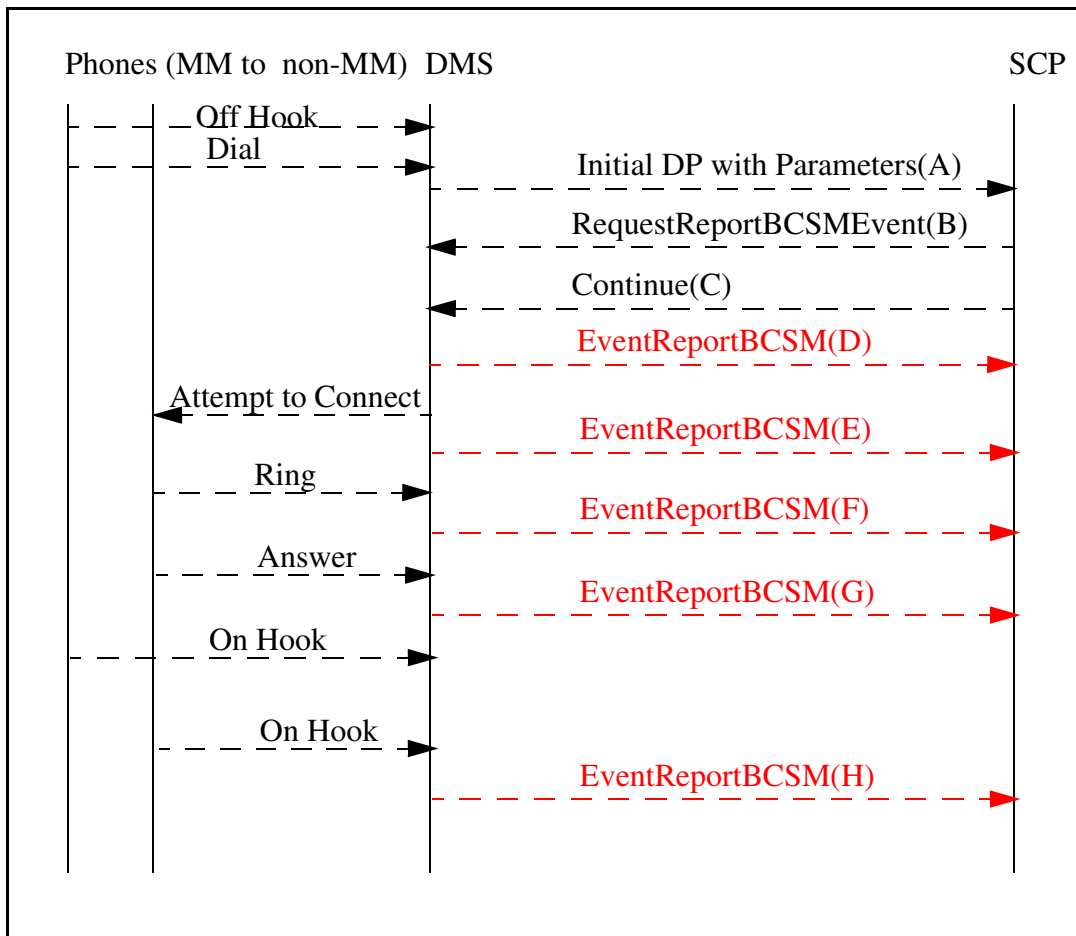 Phones (MM to non-MM) DMS SCP
Off Hook
Dial
Initial DP with Parameters(A)
RequestReportBCSMEvent(B)
Continue(C)
EventReportBCSM(D)
Attempt to Connect
EventReportBCSM(E)
Ring
EventReportBCSM(F)
Answer
EventReportBCSM(G)
On Hook
On Hook
EventReportBCSM(H)